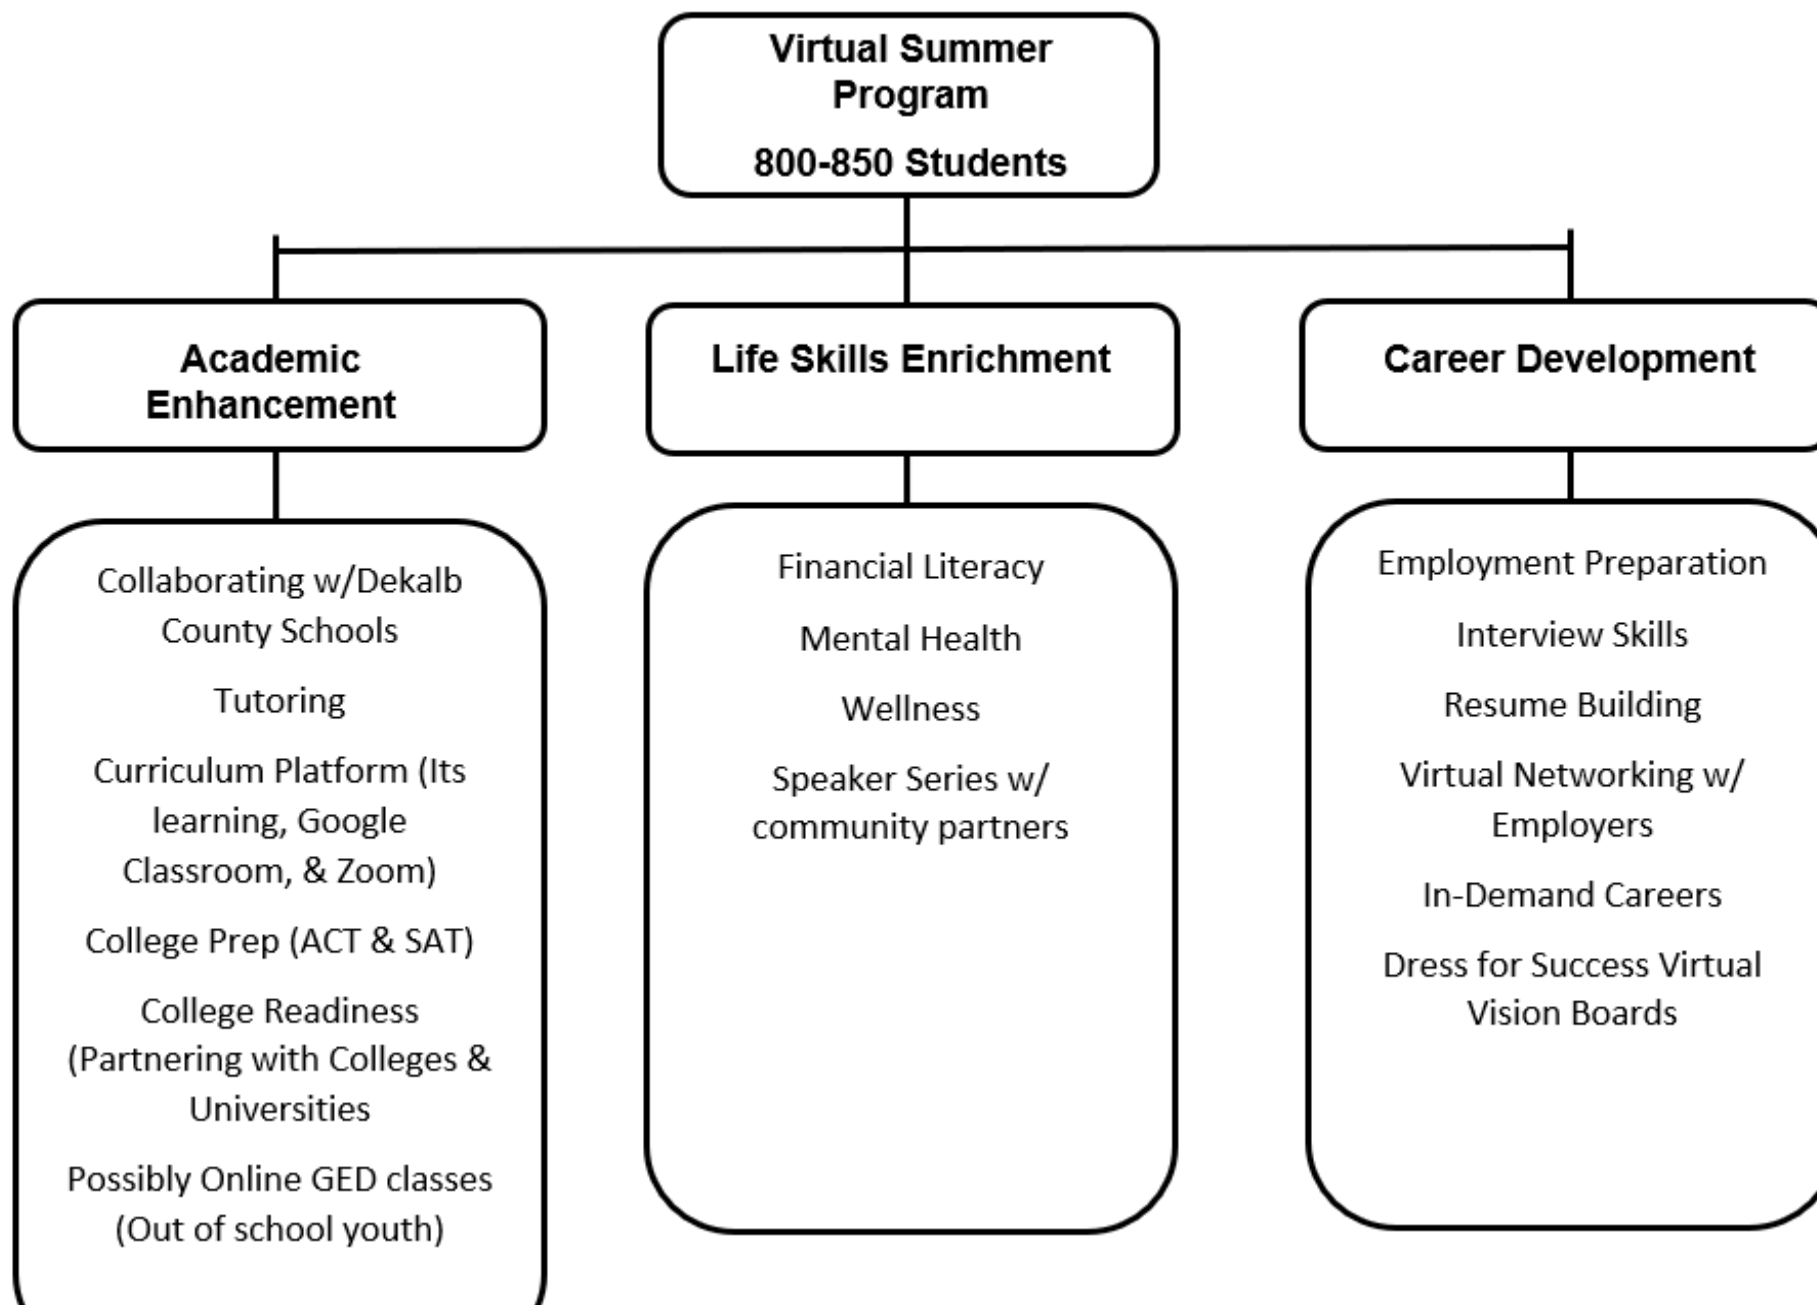 Virtual Summer
Program
800-850 Students
Academic
Enhancement
Life Skills Enrichment
Career Development
Collaborating w/Dekalb
County Schools
Tutoring
Curriculum Platform (Its
learning, Google
Classroom, & Zoom)
College Prep (ACT & SAT)
College Readiness
(Partnering with Colleges &
Universities
Possibly Online GED classes
(Out of school youth)
Financial Literacy
Mental Health
Wellness
Speaker Series w/
community partners
Employment Preparation
Interview Skills
Resume Building
Virtual Networking w/
Employers
In-Demand Careers
Dress for Success Virtual
Vision Boards